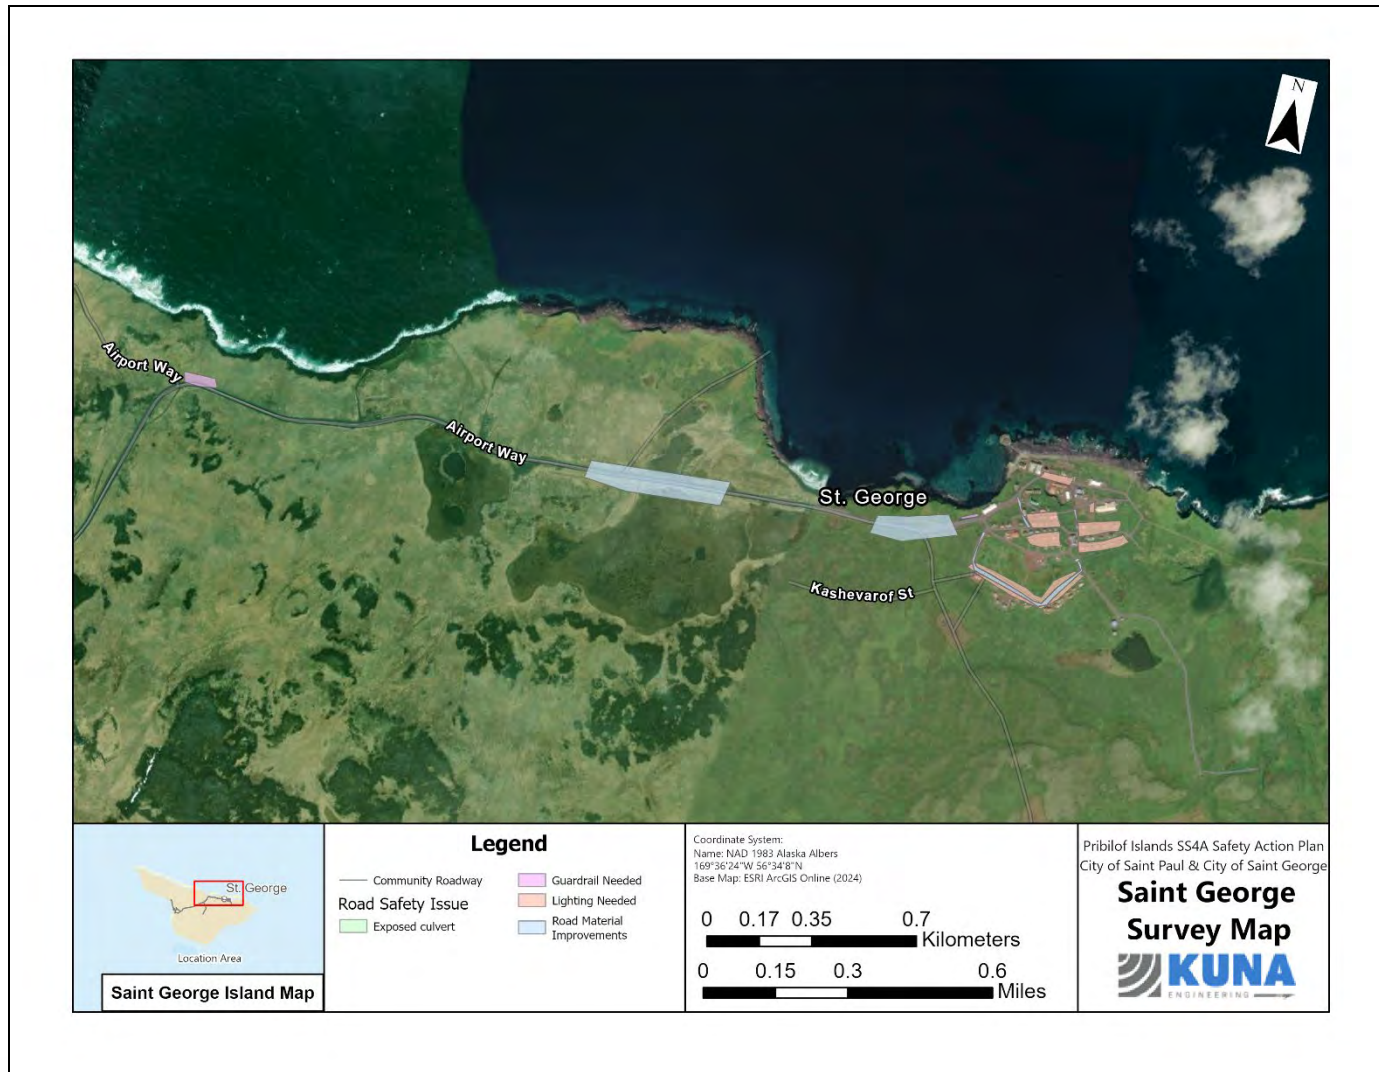 N
Airport Way
Airport Way
St. George
Kashevarof St
St. George
Location Area
Saint George Island Map
Legend
Community Roadway
Road Safety Issue
Exposed culvert
Guardrail Needed
Lighting Needed
Road Material
Improvements
Coordinate System:
Name: NAD 1983 Alaska Albers
169°36'24"W 56°34'8"N
Base Map: ESRI ArcGIS Online (2024)
0 0.17 0.35 0.7
Kilometers
0 0.15 0.3 0.6
Miles
Pribilof Islands SS4A Safety Action Plan
City of Saint Paul & City of Saint George
Saint George
Survey Map
KUNA
ENGINEERING